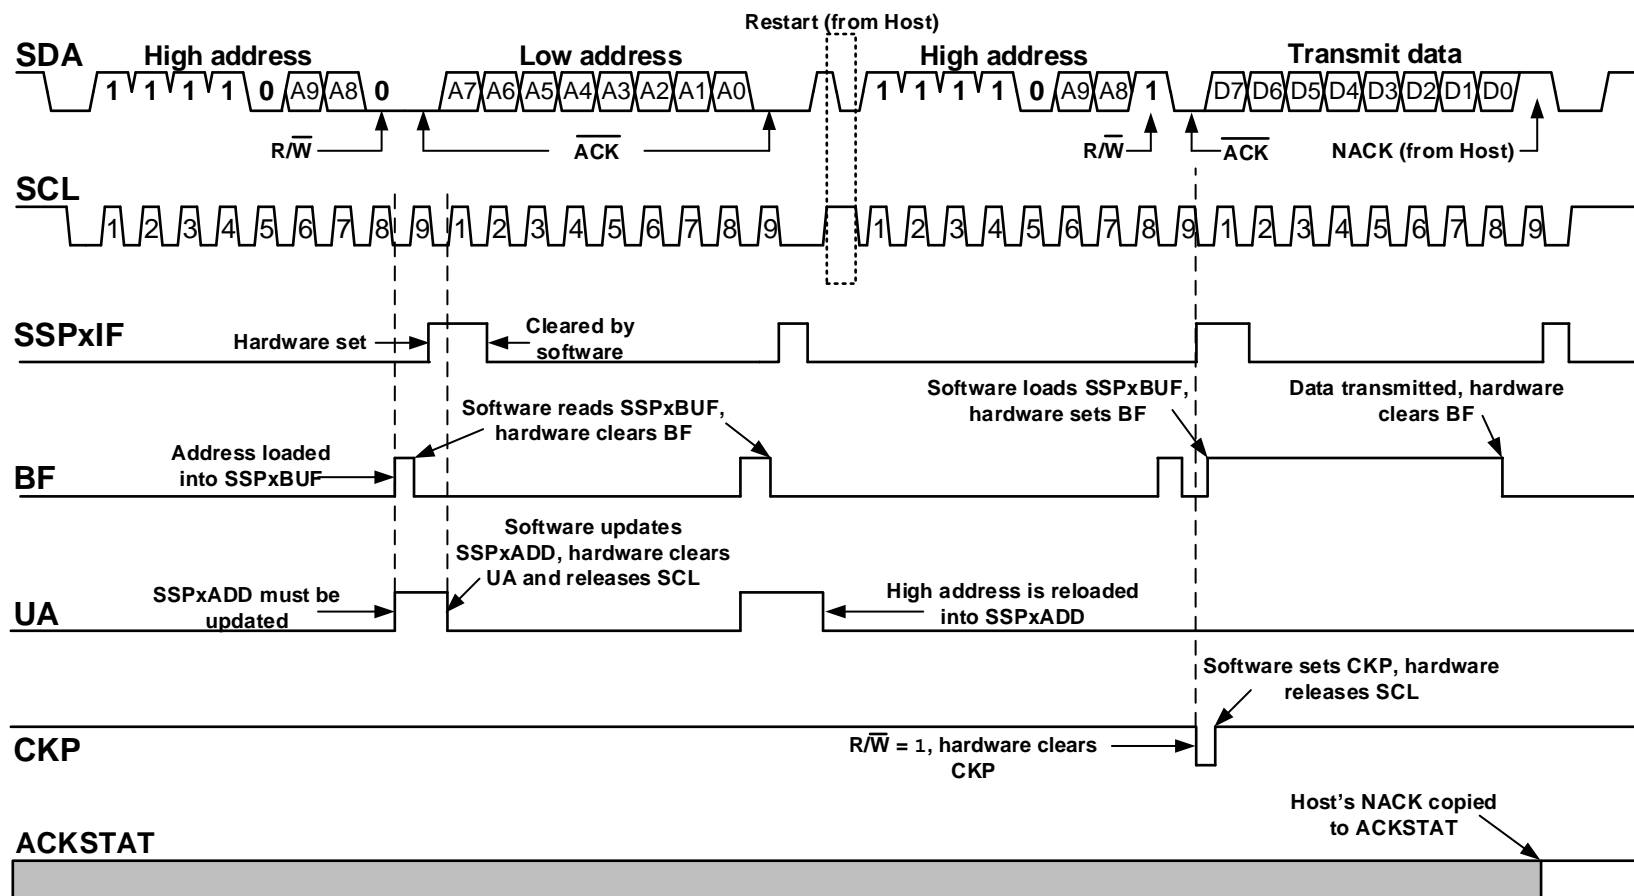 Restart (from Host)
SDA
High address
Low address
High address
Transmit data
1 1 1 1 0 A9 A8 0 A7 A6 A5 A4 A3 A2 A1 A0 1 1 1 1 0 A9 A8 1 D7 D6 D5 D4 D3 D2 D1 D0
R/W̅
A̅C̅K̅
R/W̅
A̅C̅K̅
NACK (from Host)
SCL
1 2 3 4 5 6 7 8 9 1 2 3 4 5 6 7 8 9 1 2 3 4 5 6 7 8 9 1 2 3 4 5 6 7 8 9
SSPxIF
Hardware set
Cleared by
software
BF
Address loaded
into SSPxBUF
Software reads SSPxBUF,
hardware clears BF
Software loads SSPxBUF,
hardware sets BF
Data transmitted, hardware
clears BF
UA
SSPxADD must be
updated
Software updates
SSPxADD, hardware clears
UA and releases SCL
High address is reloaded
into SSPxADD
CKP
R/W̅ = 1, hardware clears
CKP
Software sets CKP, hardware
releases SCL
ACKSTAT
Host's NACK copied
to ACKSTAT